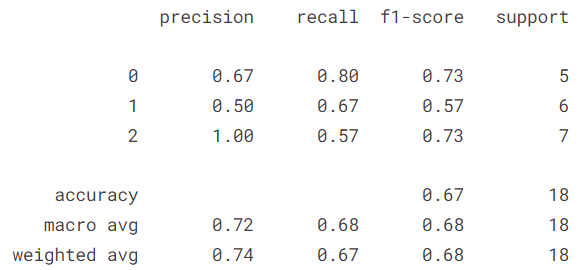 precision recall f1-score support
0 0.67 0.80 0.73 5
1 0.50 0.67 0.57 6
2 1.00 0.57 0.73 7
accuracy 0.67 18
macro avg 0.72 0.68 0.68 18
weighted avg 0.74 0.67 0.68 18